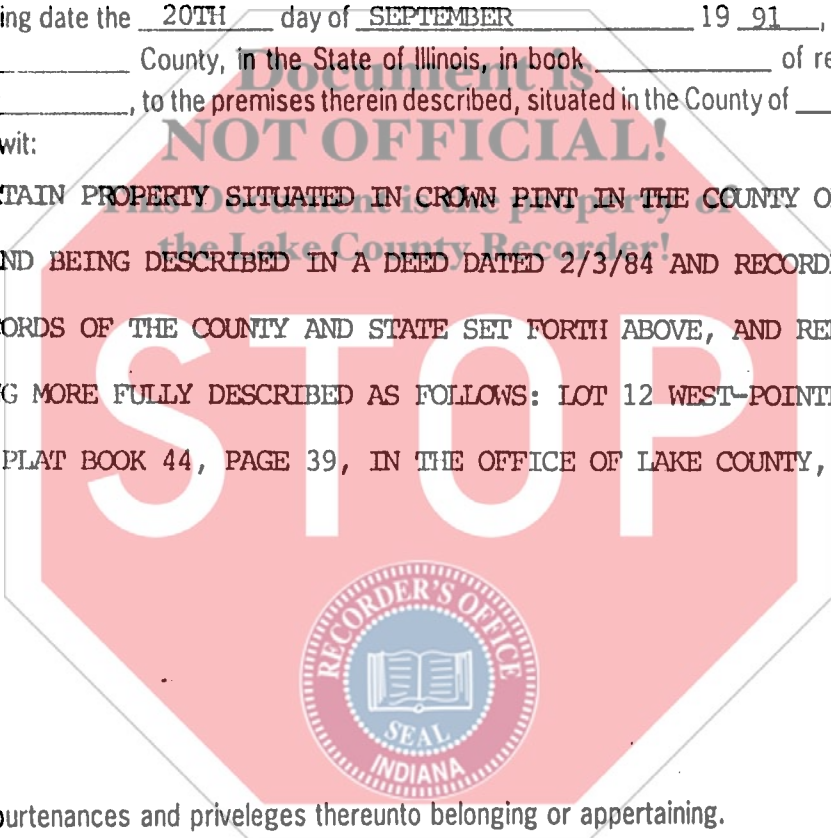 ing date the 20TH day of SEPTEMBER 19 91,
County, in the State of Illinois, in book of re
, to the premises therein described, situated in the County of
wit:
TAIN PROPERTY SITUATED IN CROWN PINT IN THE COUNTY O
ND BEING DESCRIBED IN A DEED DATED 2/3/84 AND RECORD
ORDS OF THE COUNTY AND STATE SET FORTH ABOVE, AND RE
G MORE FULLY DESCRIBED AS FOLLOWS: LOT 12 WEST-POINT
PLAT BOOK 44, PAGE 39, IN THE OFFICE OF LAKE COUNTY,
purtenances and priveleges thereunto belonging or appertaining.
Document is
NOT OFFICIAL!
This Document is the property of
the Lake County Recorder!
STOP
RECORDER'S OFFICE
SEAL
INDIANA